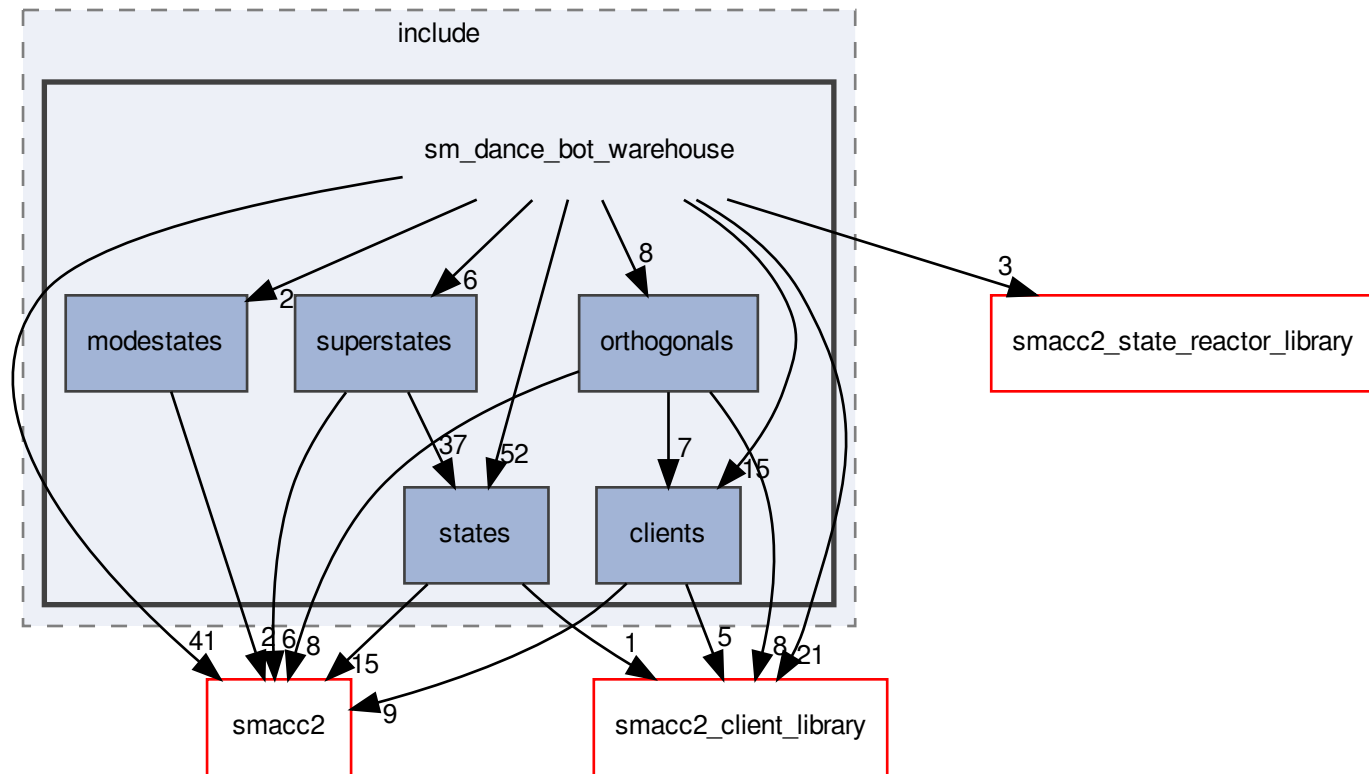 include
sm_dance_bot_warehouse
8
3
2
6
modestates
superstates
orthogonals
smacc2_state_reactor_library
37
52
7
15
states
clients
41
2
6
8
15
1
5
8
21
9
smacc2
smacc2_client_library